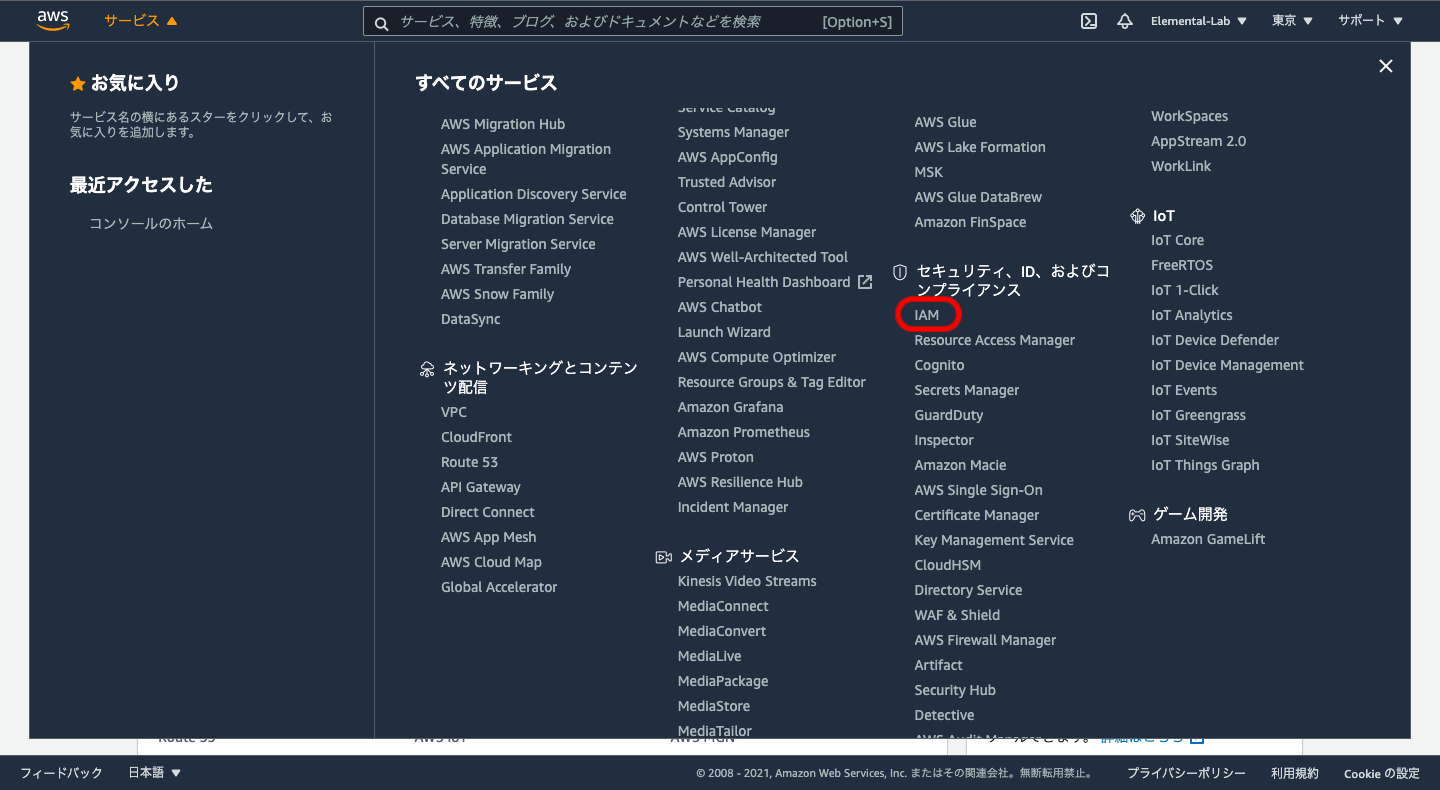 aws
サービス
サービス、特徴、ブログ、およびドキュメントなどを検索 [Option+S]
Elemental-Lab
東京
サポート
お気に入り
サービス名の横にあるスターをクリックして、お
気に入りを追加します。
最近アクセスした
コンソールのホーム
すべてのサービス
AWS Migration Hub
AWS Application Migration
Service
Application Discovery Service
Database Migration Service
Server Migration Service
AWS Transfer Family
AWS Snow Family
DataSync
ネットワーキングとコンテン
ツ配信
VPC
CloudFront
Route 53
API Gateway
Direct Connect
AWS App Mesh
AWS Cloud Map
Global Accelerator
Service Catalog
Systems Manager
AWS AppConfig
Trusted Advisor
Control Tower
AWS License Manager
AWS Well-Architected Tool
Personal Health Dashboard
AWS Chatbot
Launch Wizard
AWS Compute Optimizer
Resource Groups & Tag Editor
Amazon Grafana
Amazon Prometheus
AWS Proton
AWS Resilience Hub
Incident Manager
メディアサービス
Kinesis Video Streams
MediaConnect
MediaConvert
MediaLive
MediaPackage
MediaStore
MediaTailor
AWS Glue
AWS Lake Formation
MSK
AWS Glue DataBrew
Amazon FinSpace
セキュリティ、ID、およびコ
ンプライアンス
IAM
Resource Access Manager
Cognito
Secrets Manager
GuardDuty
Inspector
Amazon Macie
AWS Single Sign-On
Certificate Manager
Key Management Service
CloudHSM
Directory Service
WAF & Shield
AWS Firewall Manager
Artifact
Security Hub
Detective
AWS Audit Manager
WorkSpaces
AppStream 2.0
WorkLink
IoT
IoT Core
FreeRTOS
IoT 1-Click
IoT Analytics
IoT Device Defender
IoT Device Management
IoT Events
IoT Greengrass
IoT SiteWise
IoT Things Graph
ゲーム開発
Amazon GameLift
Route 53
AWS IoT
AWS MGN
詳細はこちら
フィードバック
日本語
© 2008 - 2021, Amazon Web Services, Inc. またはその関連会社。無断転用禁止。
プライバシーポリシー
利用規約
Cookie の設定